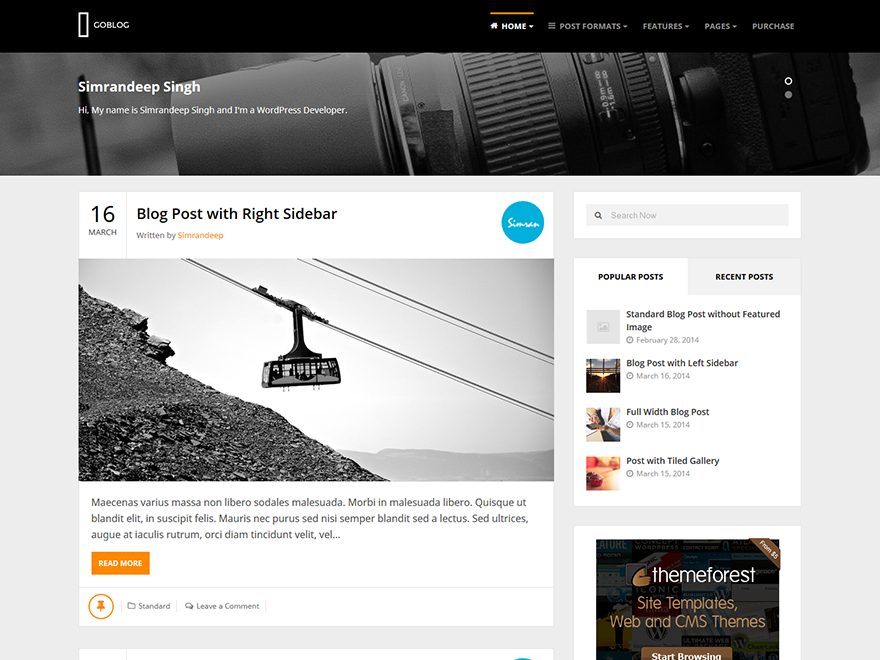 GOBLOG
HOME
POST FORMATS
FEATURES
PAGES
PURCHASE
Simrandeep Singh
Hi, My name is Simrandeep Singh and I'm a WordPress Developer.
16
MARCH
Blog Post with Right Sidebar
Written by Simrandeep
Simran
Maecenas varius massa non libero sodales malesuada. Morbi in malesuada libero. Quisque ut
blandit elit, in suscipit felis. Mauris nec purus sed nisi semper blandit sed a lectus. Sed ultrices,
augue at iaculis rutrum, orci diam tincidunt velit, vel...
READ MORE
Standard
Leave a Comment
Search Now
POPULAR POSTS
RECENT POSTS
Standard Blog Post without Featured
Image
February 28, 2014
Blog Post with Left Sidebar
March 16, 2014
Full Width Blog Post
March 15, 2014
Post with Tiled Gallery
March 15, 2014
From $5
themeforest
Site Templates,
Web and CMS Themes
Start Browsing